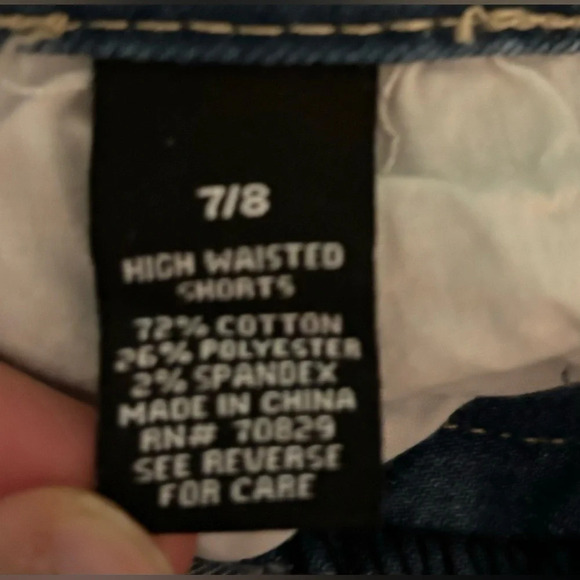 7/8
HIGH WAISTED
SHORTS
72% COTTON
26% POLYESTER
2% SPANDEX
MADE IN CHINA
RN# 70829
SEE REVERSE
FOR CARE